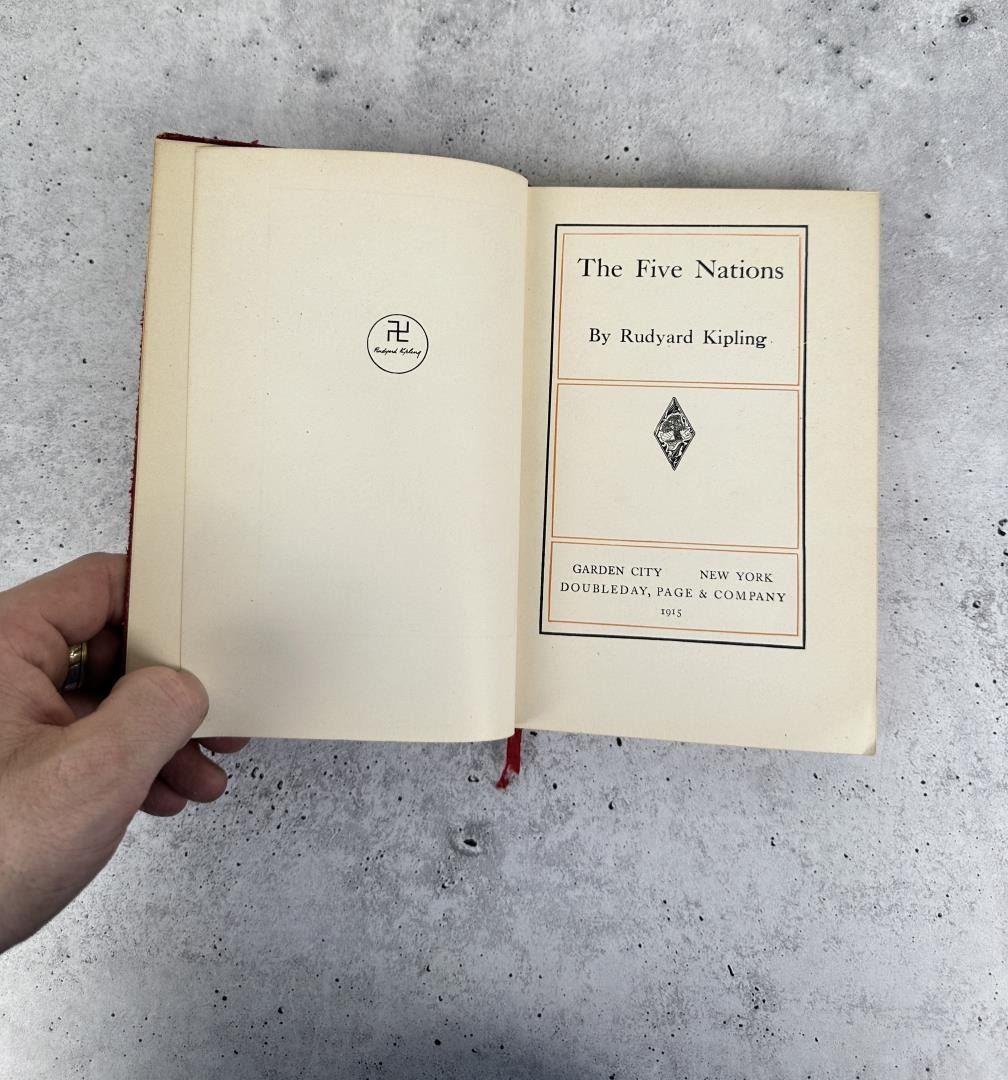 Rudyard Kipling
The Five Nations
By Rudyard Kipling
GARDEN CITY NEW YORK
DOUBLEDAY, PAGE & COMPANY
1915